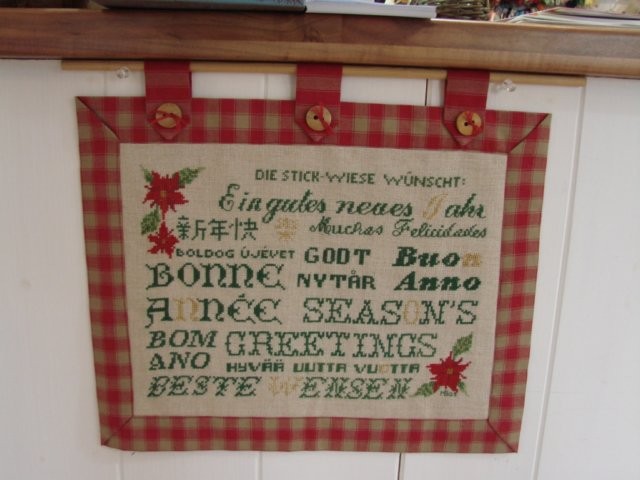 DIE STICK-WIESE WÜNSCHT:
Ein gutes neues Jahr
新年快
Muchas Felicidades
BOLDOG ÚJÉVET GODT Buon
BONNE NYTÅR Anno
ANNÉE SEASON'S
BOM GREETINGS
ANO HYVÄÄ UUTTA VUOTTA
BESTE WENSEN